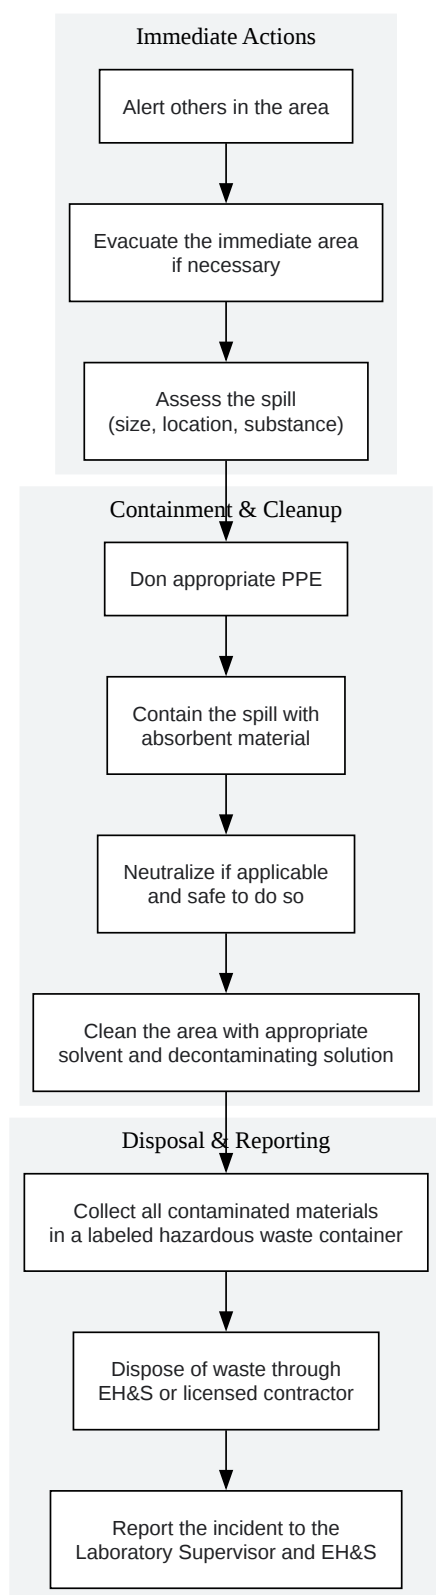 Immediate Actions
Alert others in the area
Evacuate the immediate area
if necessary
Assess the spill
(size, location, substance)
Containment & Cleanup
Don appropriate PPE
Contain the spill with
absorbent material
Neutralize if applicable
and safe to do so
Clean the area with appropriate
solvent and decontaminating solution
Disposal & Reporting
Collect all contaminated materials
in a labeled hazardous waste container
Dispose of waste through
EH&S or licensed contractor
Report the incident to the
Laboratory Supervisor and EH&S